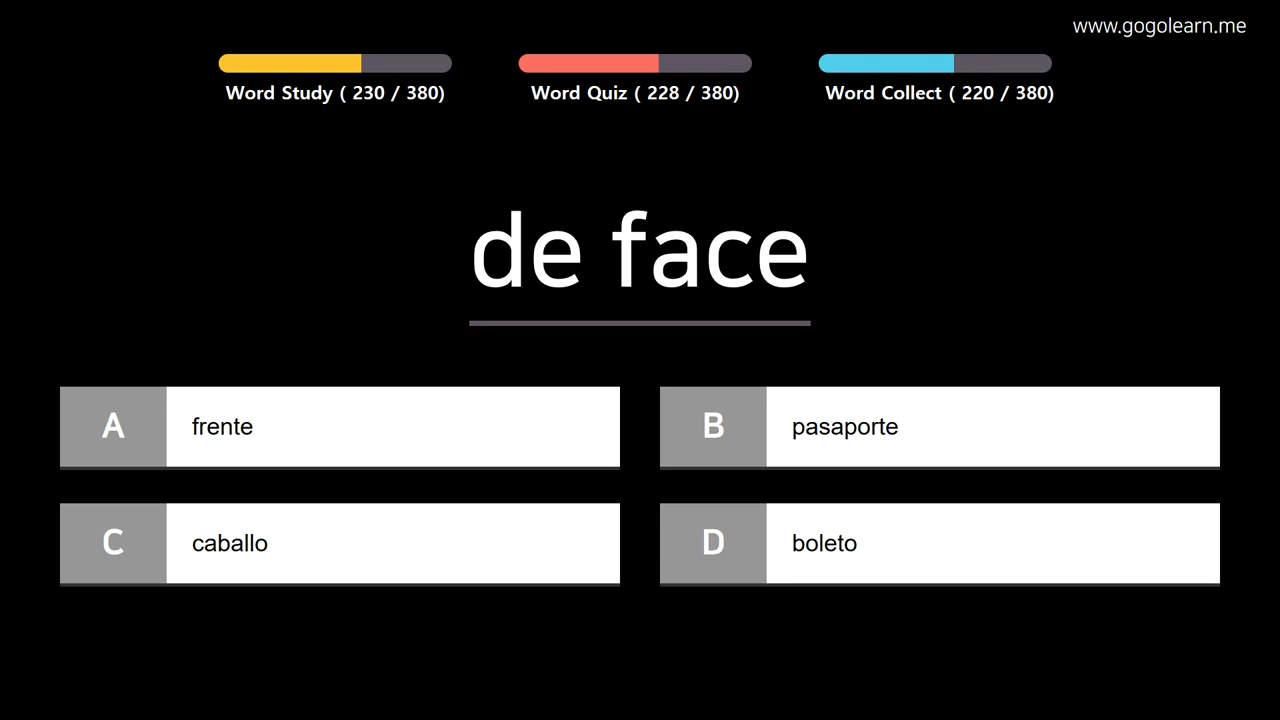 www.gogolearn.me
Word Study ( 230 / 380)
Word Quiz ( 228 / 380)
Word Collect ( 220 / 380)
de face
A frente
B pasaporte
C caballo
D boleto